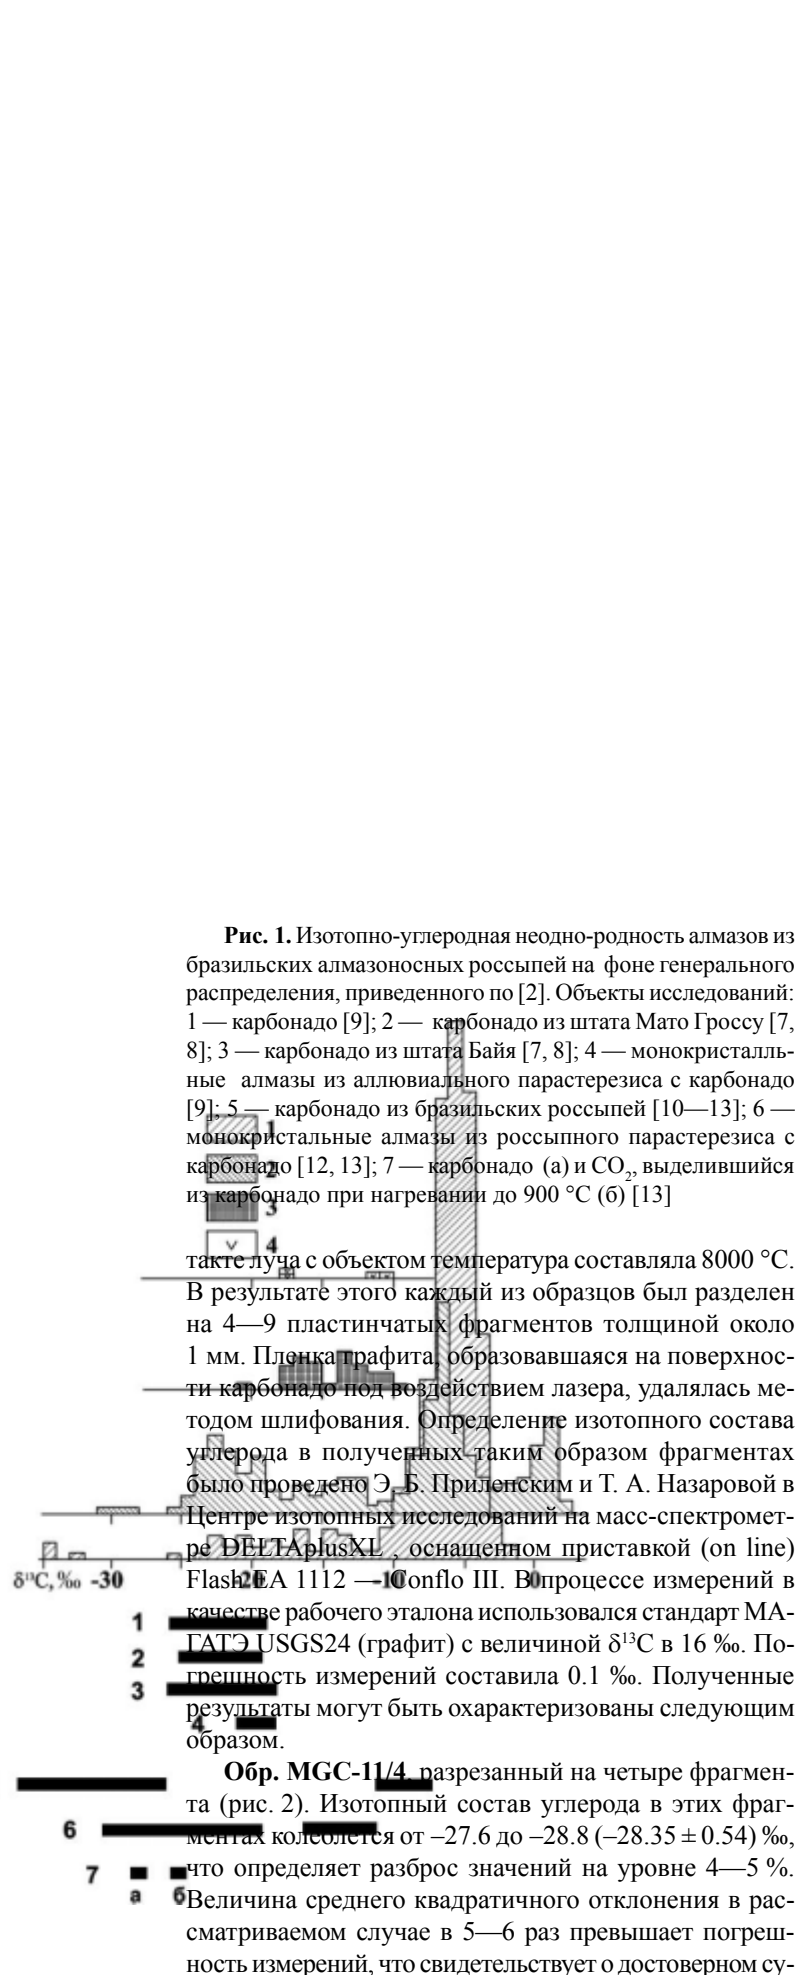 Рис. 1. Изотопно-углеродная неодно-родность алмазов из
бразильских алмазоносных россыпей на фоне генерального
распределения, приведенного по [2]. Объекты исследований:
1 — карбонадо [9]; 2 — карбонадо из штата Мато Гроссу [7,
8]; 3 — карбонадо из штата Байя [7, 8]; 4 — монокристалль-
ные алмазы из аллювиального парастерезиса с карбонадо
[9]; 5 — карбонадо из бразильских россыпей [10—13]; 6 —
монокристальные алмазы из россыпного парастерезиса с
карбонадо [12, 13]; 7 — карбонадо (а) и CO2, выделившийся
из карбонадо при нагревании до 900 °С (б) [13]
1
2
3
4
такте луча с объектом температура составляла 8000 °С.
В результате этого каждый из образцов был разделен
на 4—9 пластинчатых фрагментов толщиной около
1 мм. Пленка графита, образовавшаяся на поверхнос-
ти карбонадо под воздействием лазера, удалялась ме-
тодом шлифования. Определение изотопного состава
углерода в полученных таким образом фрагментах
было проведено Э. Б. Прилепским и Т. А. Назаровой в
Центре изотопных исследований на масс-спектромет-
ре DELTAplusXL , оснащенном приставкой (on line)
Flash EA 1112 — Conflo III. В процессе измерений в
качестве рабочего эталона использовался стандарт МА-
ГАТЭ USGS24 (графит) с величиной δ¹³C в 16 ‰. По-
грешность измерений составила 0.1 ‰. Полученные
результаты могут быть охарактеризованы следующим
образом.
Обр. MGC-11/4, разрезанный на четыре фрагмен-
та (рис. 2). Изотопный состав углерода в этих фраг-
ментах колеблется от –27.6 до –28.8 (–28.35 ± 0.54) ‰,
что определяет разброс значений на уровне 4—5 %.
Величина среднего квадратичного отклонения в рас-
сматриваемом случае в 5—6 раз превышает погреш-
ность измерений, что свидетельствует о достоверном су-
δ¹³C, ‰ -30 -20 -10 0
1
2
3
4
6
7
а б